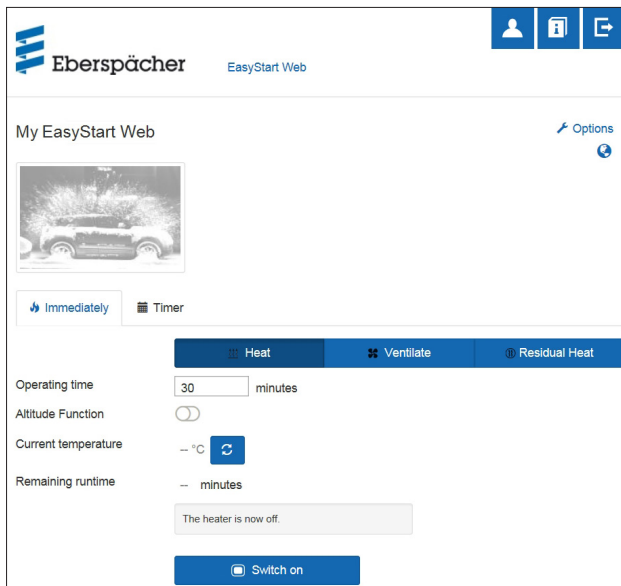 Eberspächer
EasyStart Web
My EasyStart Web
Options
Immediately
Timer
Heat
Ventilate
Residual Heat
Operating time
30 minutes
Altitude Function
Current temperature
-- °C
Remaining runtime
-- minutes
The heater is now off.
Switch on